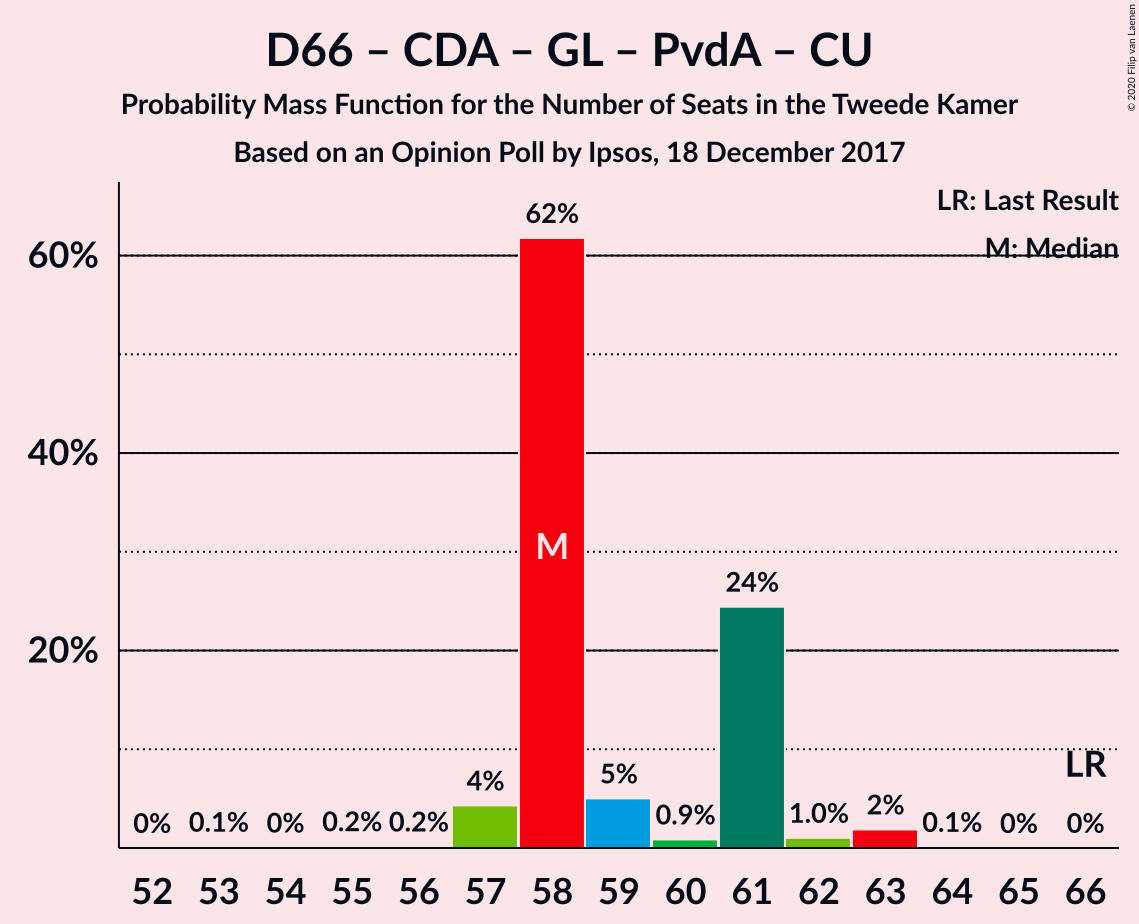 D66 – CDA – GL – PvdA – CU
Probability Mass Function for the Number of Seats in the Tweede Kamer
Based on an Opinion Poll by Ipsos, 18 December 2017
© 2020 Filip van Laenen
LR: Last Result
M: Median
60%
40%
20%
0% 0.1% 0% 0.2% 0.2% 4% 62% 5% 0.9% 24% 1.0% 2% 0.1% 0% 0%
M
LR
52 53 54 55 56 57 58 59 60 61 62 63 64 65 66